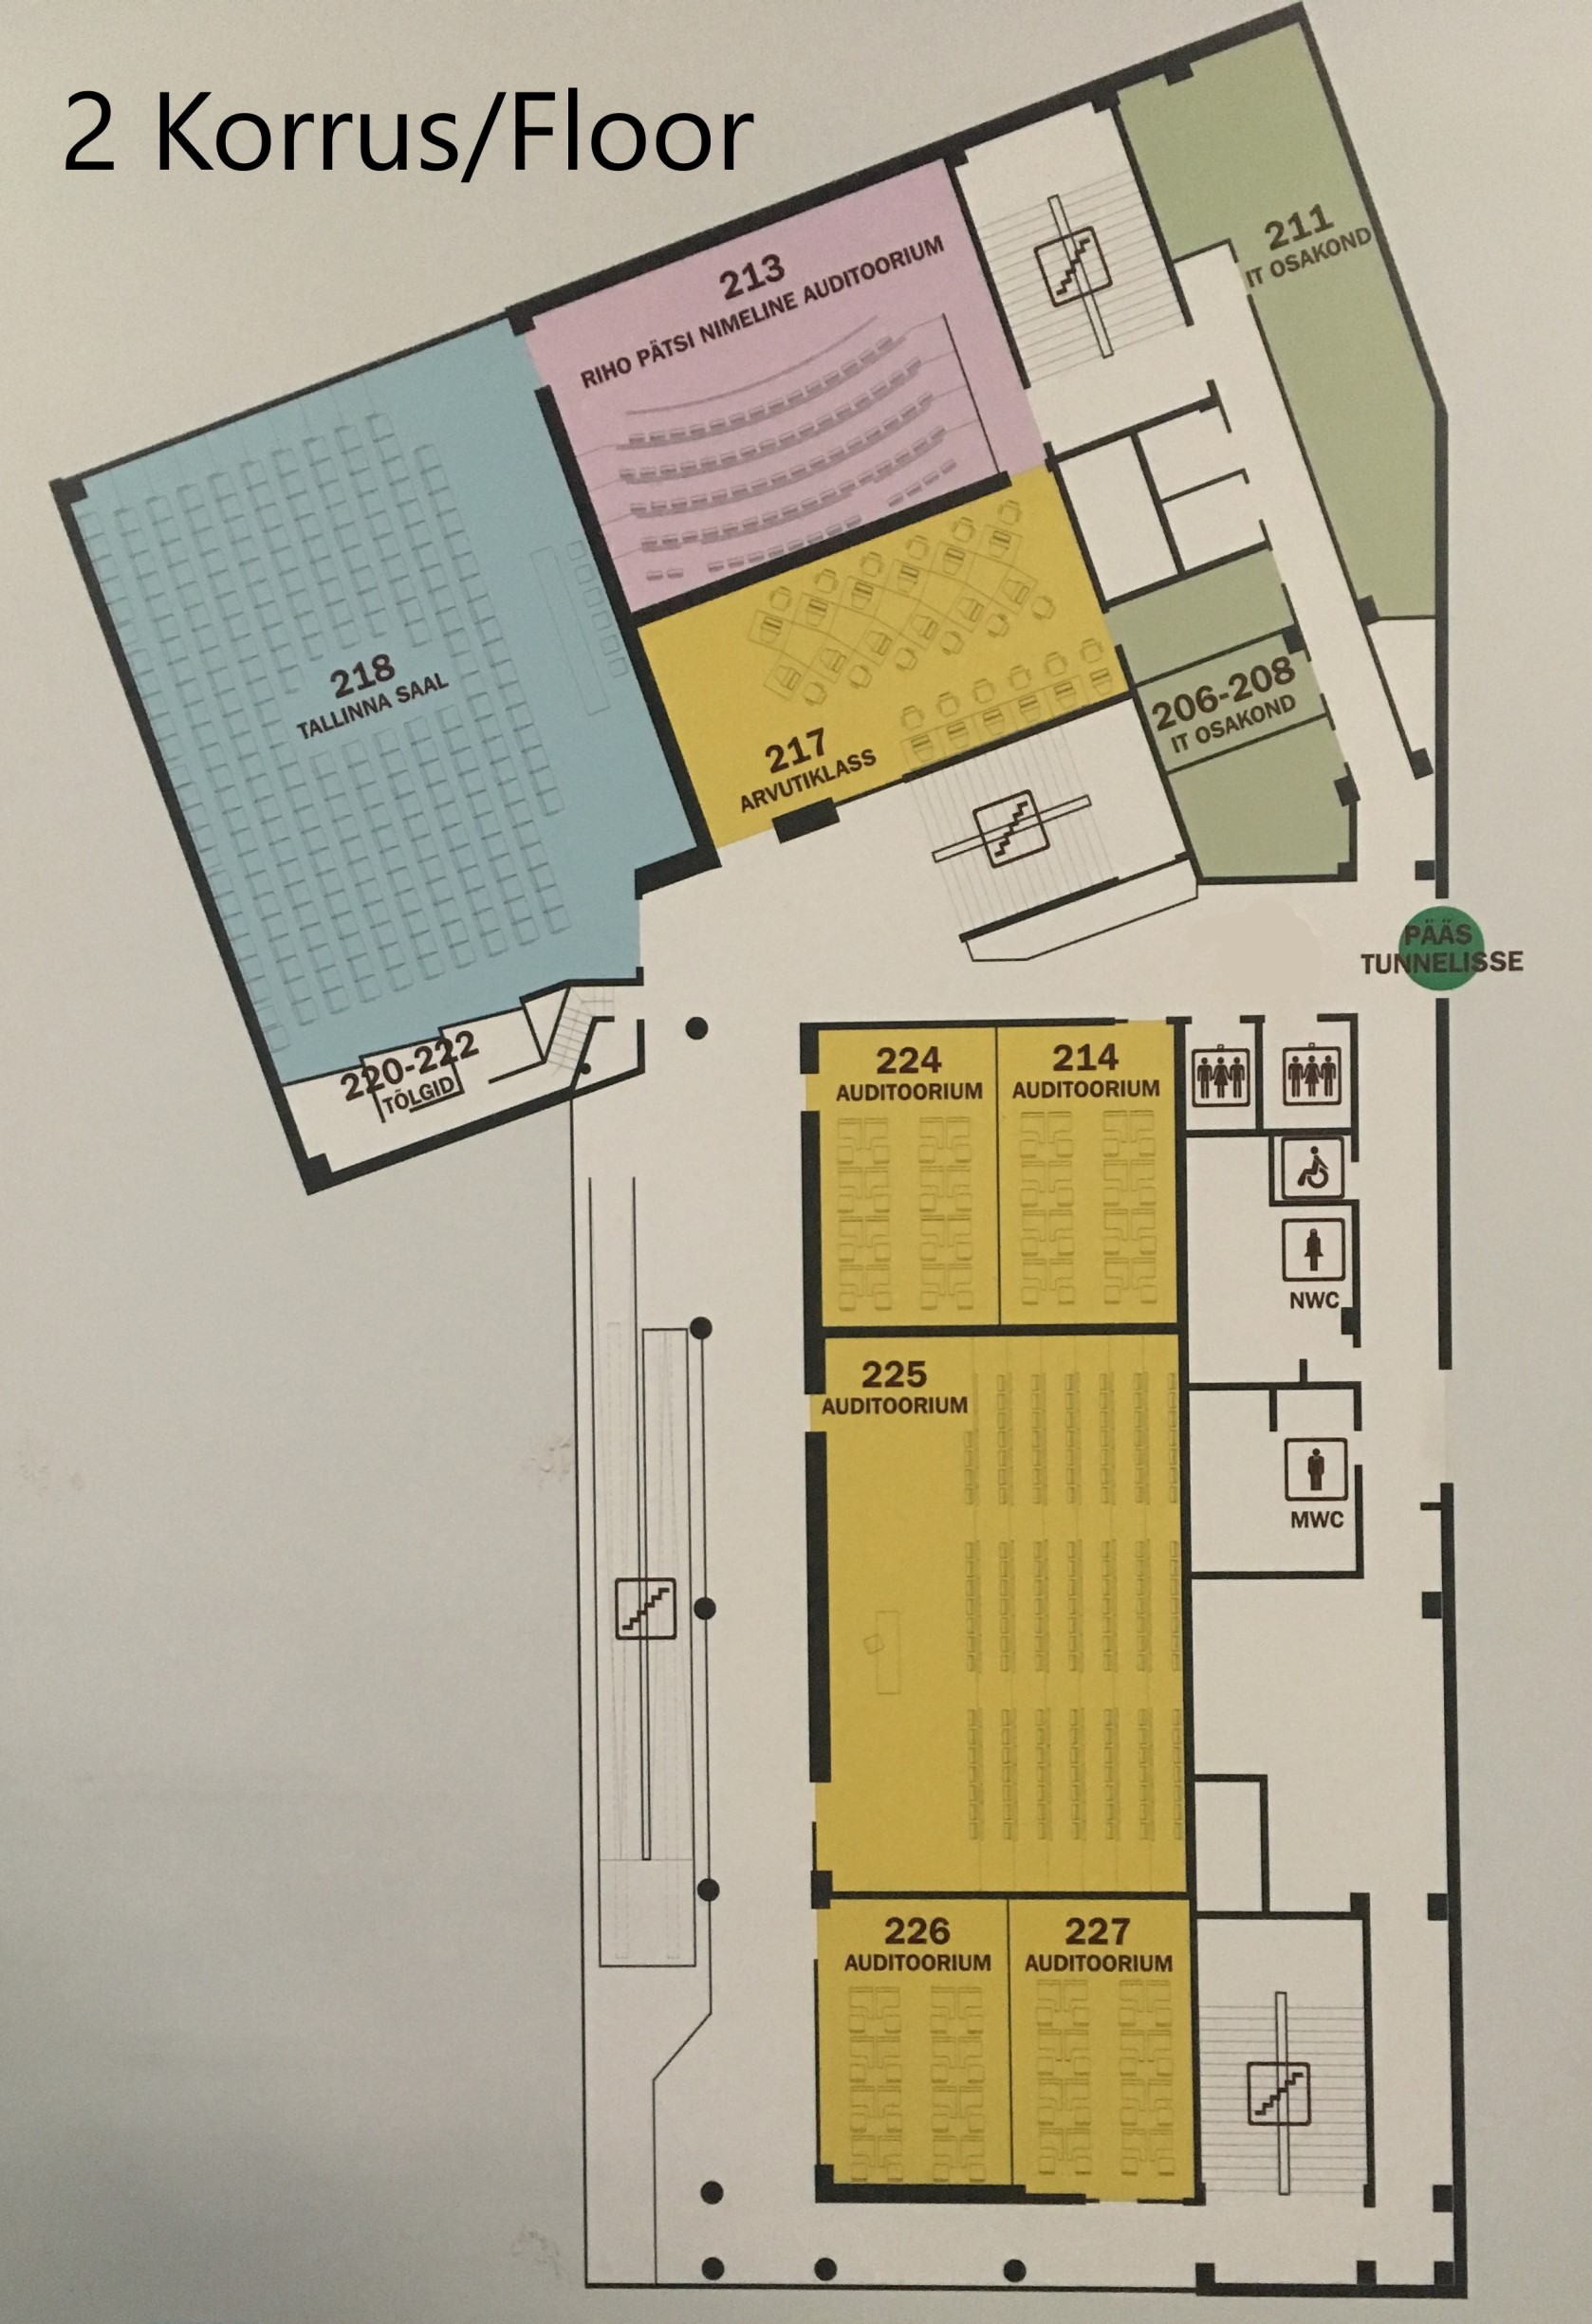 2 Korrus/Floor
211
IT OSAKOND
213
RIHO PÄTSI NIMELINE AUDITOORIUM
218
TALLINNA SAAL
217
ARVUTIKLASS
206-208
IT OSAKOND
PÄÄS
TUNNELISSE
220-222
TÕLGID
224
AUDITOORIUM
214
AUDITOORIUM
NWC
225
AUDITOORIUM
MWC
226
AUDITOORIUM
227
AUDITOORIUM